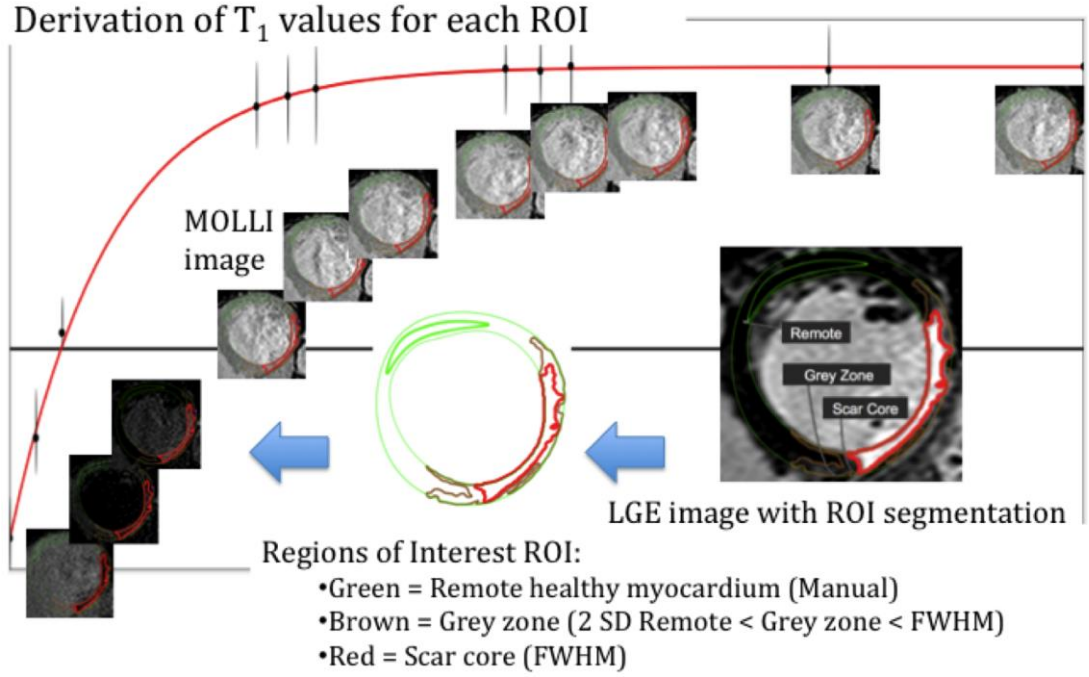 Derivation of T₁ values for each ROI
MOLLI
image
Remote
Grey Zone
Scar Core
LGE image with ROI segmentation
Regions of Interest ROI:
•Green = Remote healthy myocardium (Manual)
•Brown = Grey zone (2 SD Remote < Grey zone < FWHM)
•Red = Scar core (FWHM)